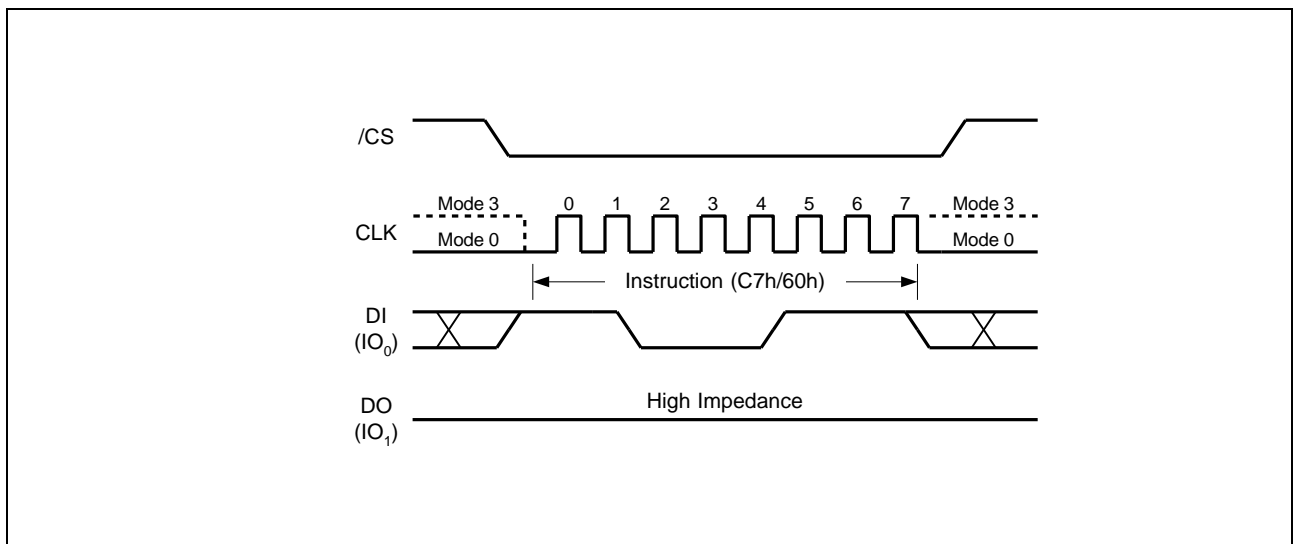 /CS
Mode 3 0 1 2 3 4 5 6 7 Mode 3
CLK
Mode 0 Mode 0
Instruction (C7h/60h)
DI
(IO0)
High Impedance
DO
(IO1)